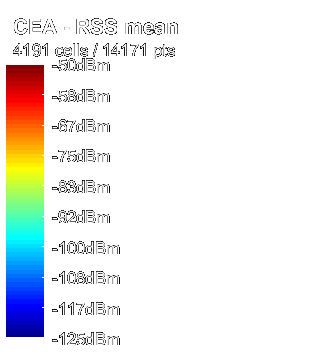 CEA - RSS mean
4191 cells / 14171 pts
-50dBm
-58dBm
-67dBm
-75dBm
-83dBm
-92dBm
-100dBm
-108dBm
-117dBm
-125dBm